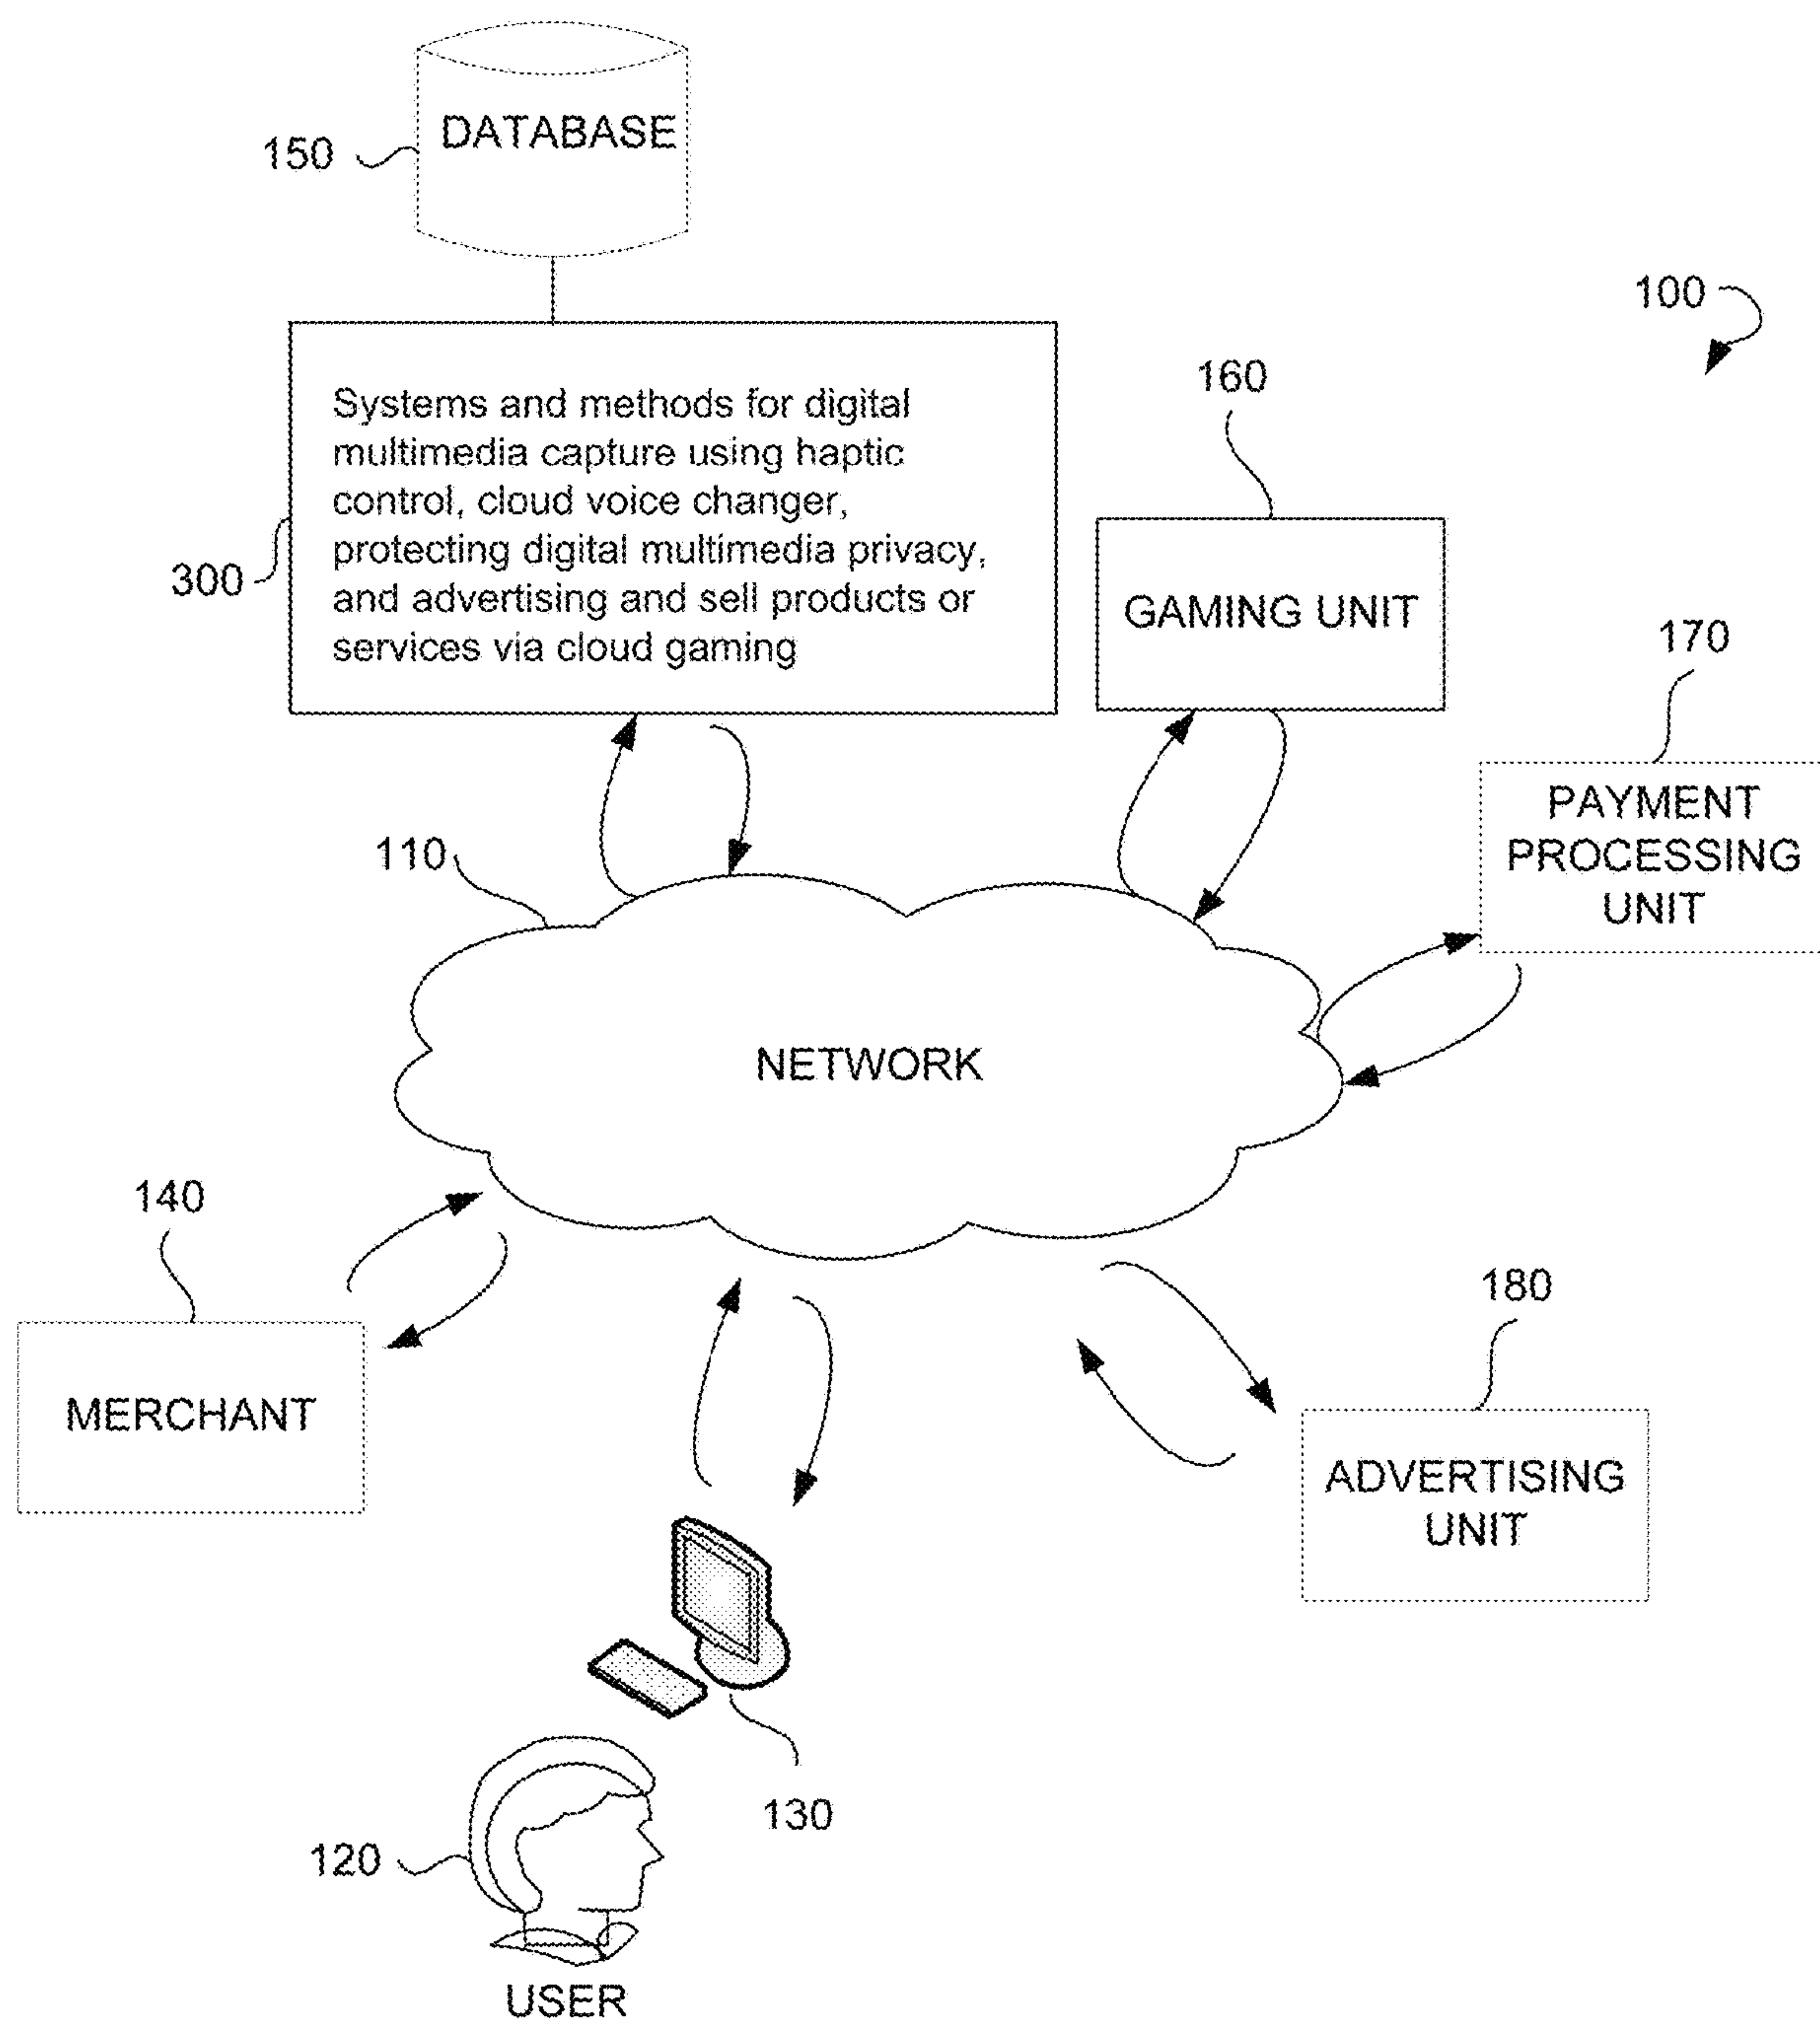 DATABASE
150
100
160
Systems and methods for digital
multimedia capture using haptic
control, cloud voice changer,
protecting digital multimedia privacy,
and advertising and sell products or
services via cloud gaming
300
GAMING UNIT
170
PAYMENT
PROCESSING
UNIT
110
NETWORK
140
MERCHANT
180
ADVERTISING
UNIT
130
120
USER